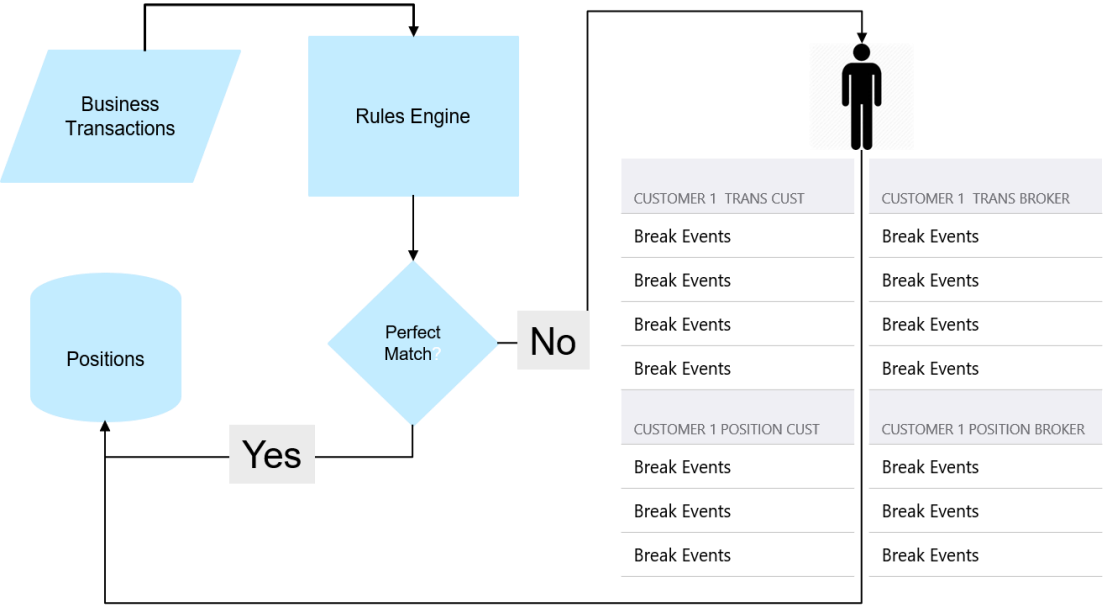 Business
Transactions
Rules Engine
Perfect
Match?
No
Yes
Positions
CUSTOMER 1  TRANS CUST
Break Events
Break Events
Break Events
Break Events
CUSTOMER 1 POSITION CUST
Break Events
Break Events
Break Events
CUSTOMER 1  TRANS BROKER
Break Events
Break Events
Break Events
Break Events
CUSTOMER 1 POSITION BROKER
Break Events
Break Events
Break Events